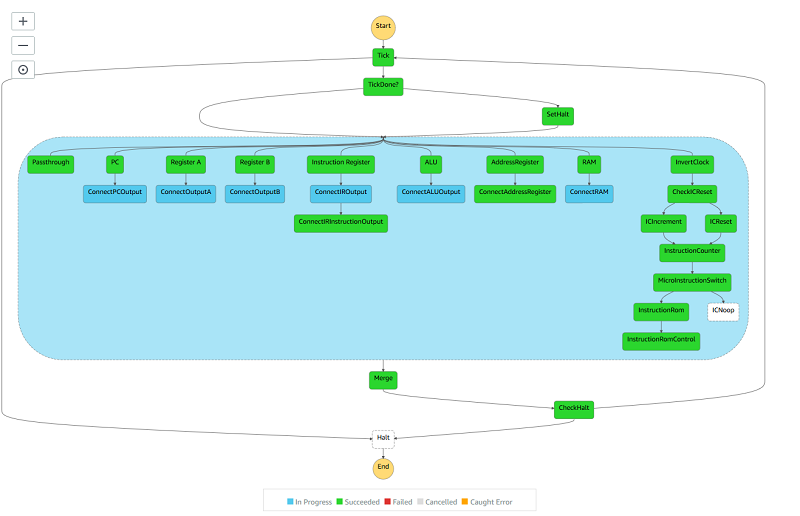 Start
Tick
TickDone?
SetHalt
Passthrough PC Register A Register B Instruction Register ALU AddressRegister RAM InvertClock
ConnectPCOutput ConnectOutputA ConnectOutputB ConnectIROutput ConnectALUOutput ConnectAddressRegister ConnectRAM CheckICReset
ConnectIRInstructionOutput ICIncrement ICReset
InstructionCounter
MicroinstructionSwitch
InstructionRom ICNoop
InstructionRomControl
Merge
CheckHalt
Halt
End
In Progress Succeeded Failed Cancelled Caught Error